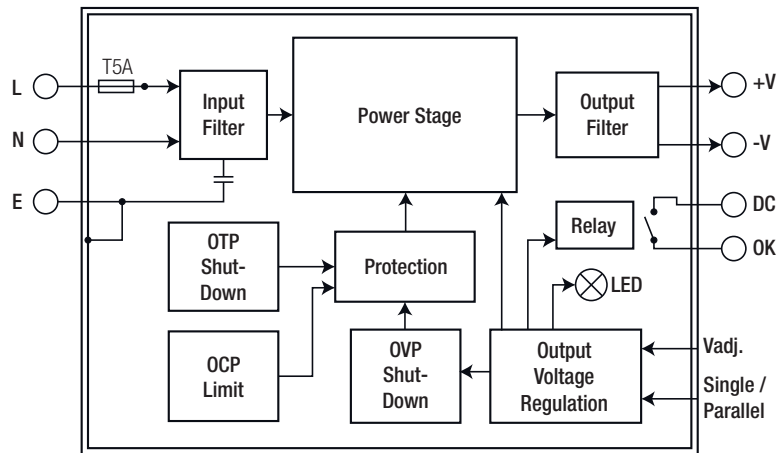 T5A
L
Input
Filter
Power Stage
Output
Filter
+V
N
-V
E
DC
OTP
Shut-
Down
Protection
Relay
OK
LED
OCP
Limit
OVP
Shut-
Down
Output
Voltage
Regulation
Vadj.
Single /
Parallel